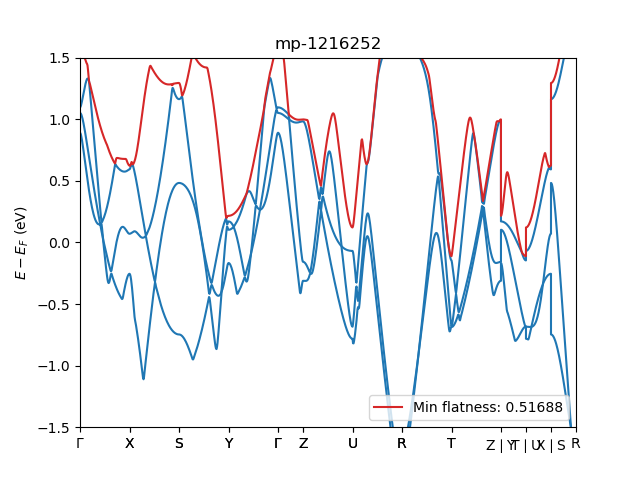 mp-1216252
E − E_F (eV)
1.5
1.0
0.5
0.0
−0.5
−1.0
−1.5
Min flatness: 0.51688
Γ X S Y Γ Z U R T Z | Y T | U X | S R